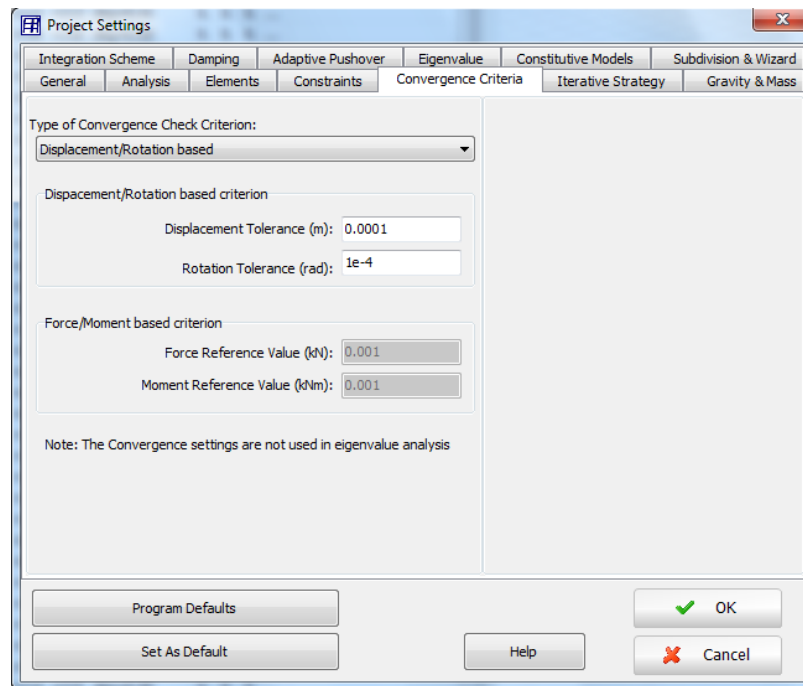 Project Settings
Integration Scheme Damping Adaptive Pushover Eigenvalue Constitutive Models Subdivision & Wizard
General Analysis Elements Constraints Convergence Criteria Iterative Strategy Gravity & Mass
Type of Convergence Check Criterion:
Displacement/Rotation based
Dispacement/Rotation based criterion
Displacement Tolerance (m): 0.0001
Rotation Tolerance (rad): 1e-4
Force/Moment based criterion
Force Reference Value (kN): 0.001
Moment Reference Value (kNm): 0.001
Note: The Convergence settings are not used in eigenvalue analysis
Program Defaults OK
Set As Default Help Cancel